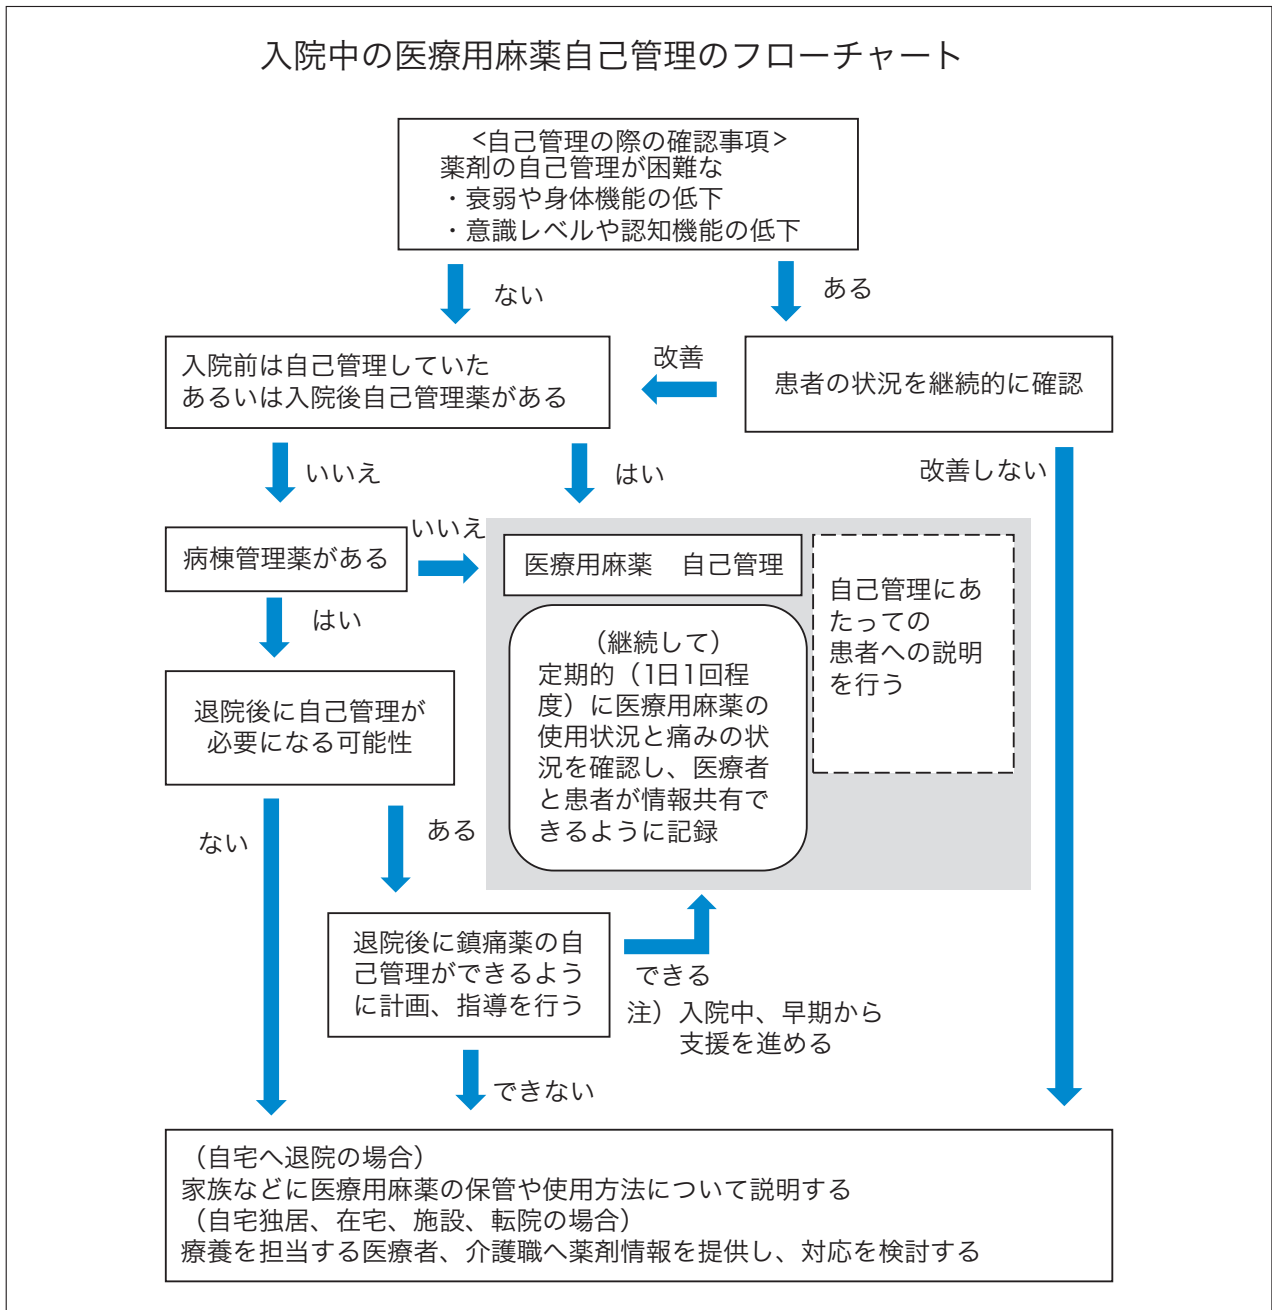 入院中の医療用麻薬自己管理のフローチャート
<自己管理の際の確認事項>
薬剤の自己管理が困難な
・衰弱や身体機能の低下
・意識レベルや認知機能の低下
ない
ある
入院前は自己管理していた
あるいは入院後自己管理薬がある
改善
患者の状況を継続的に確認
いいえ
はい
改善しない
病棟管理薬がある
いいえ
医療用麻薬　自己管理
自己管理にあ
たっての
患者への説明
を行う
（継続して）
定期的（1日1回程
度）に医療用麻薬の
使用状況と痛みの状
況を確認し、医療者
と患者が情報共有で
きるように記録
はい
退院後に自己管理が
必要になる可能性
ない
ある
退院後に鎮痛薬の自
己管理ができるよう
に計画、指導を行う
できる
注）入院中、早期から
支援を進める
できない
（自宅へ退院の場合）
家族などに医療用麻薬の保管や使用方法について説明する
（自宅独居、在宅、施設、転院の場合）
療養を担当する医療者、介護職へ薬剤情報を提供し、対応を検討する